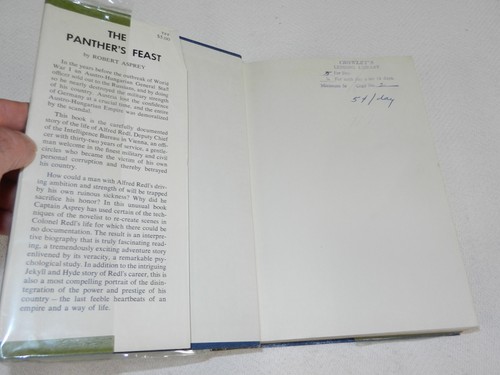 TPF
$5.00
THE
PANTHER'S FEAST
by ROBERT ASPREY
In the years before the outbreak of World
War I an Austro-Hungarian General Staff
officer sold out to the Russians, and by doing
so he nearly destroyed the military strength
of his country. Austria lost the confidence
of Germany at a crucial time, and the entire
Austro-Hungarian Empire was demoralized
by the scandal.
This book is the carefully documented
story of the life of Alfred Redl, Deputy Chief
of the Intelligence Bureau in Vienna, an offi-
cer with thirty-two years of service, a gentle-
man welcome in the finest military and civil
circles who became the victim of his own
personal corruption and thereby betrayed
his country.
How could a man with Alfred Redl's driv-
ing ambition and strength of will be trapped
by his own ruinous sickness? Why did he
sacrifice his honor? In this unusual book
Captain Asprey has used certain of the tech-
niques of the novelist to re-create scenes in
Colonel Redl's life for which there could be
no documentation. The result is an interpre-
tive biography that is truly fascinating read-
ing, a tremendously exciting adventure story
enlivened by its veracity, a remarkable psy-
chological study. In addition to the intriguing
Jekyll and Hyde story of Redl's career, this is
also a most compelling portrait of the disin-
tegration of the power and prestige of his
country—the last feeble heartbeats of an
empire and a way of life.
5¢/day